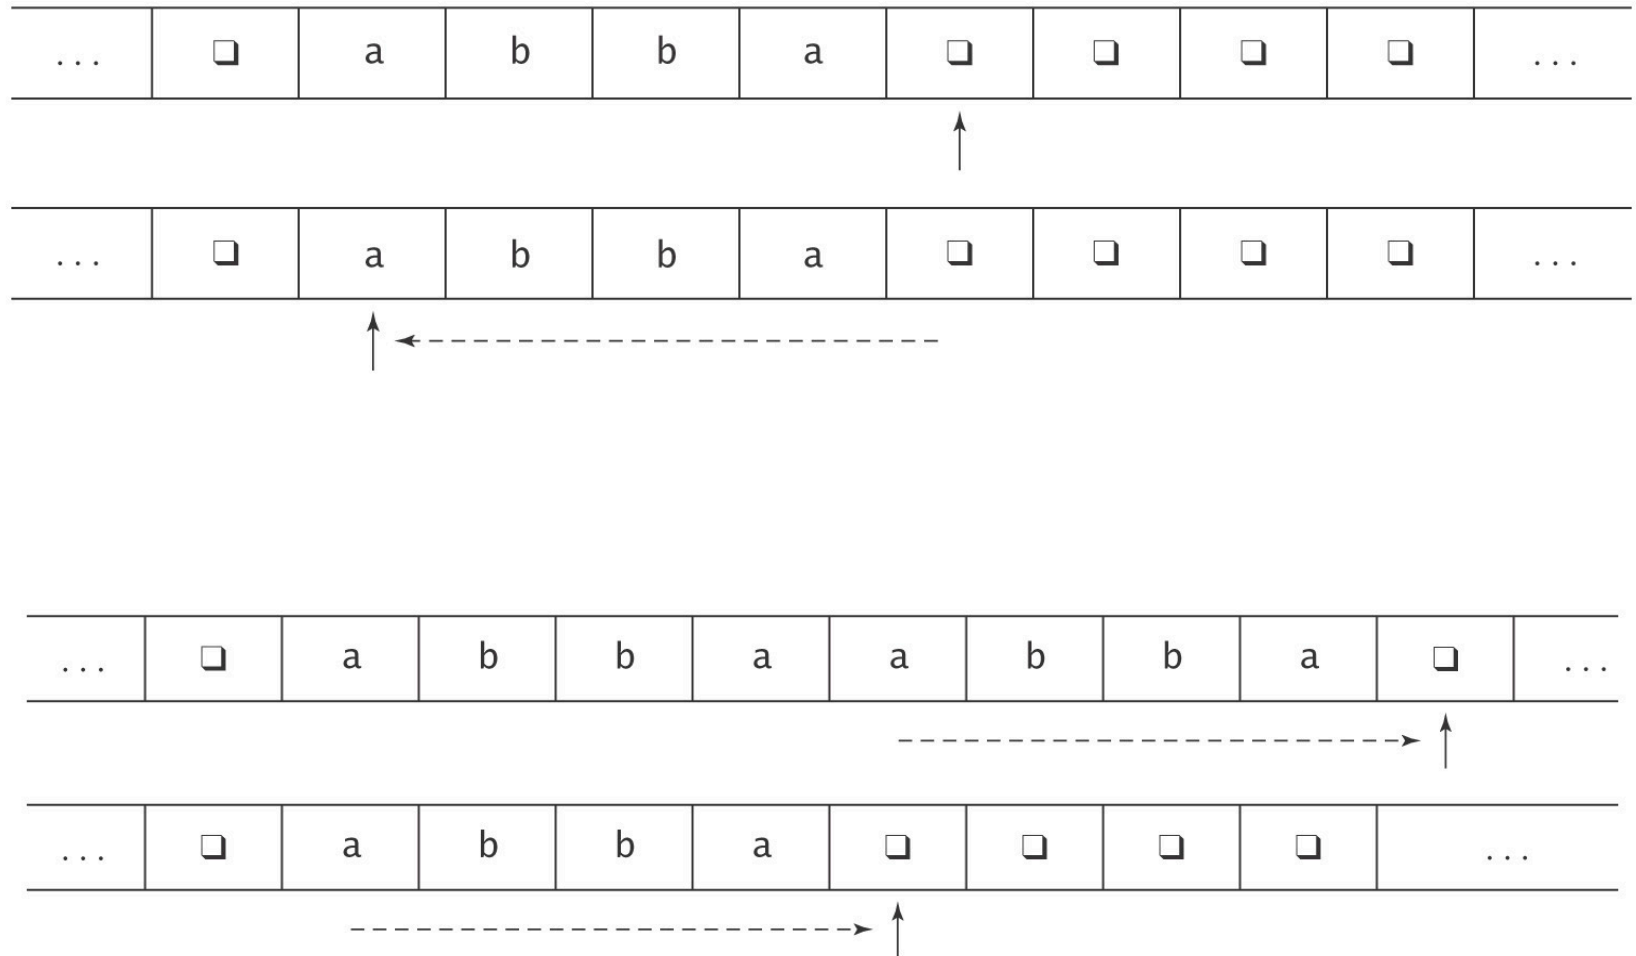 ... ❑ a b b a ❑ ❑ ❑ ❑ ...
... ❑ a b b a ❑ ❑ ❑ ❑ ...
... ❑ a b b a a b b a ❑ ...
... ❑ a b b a ❑ ❑ ❑ ❑ ...